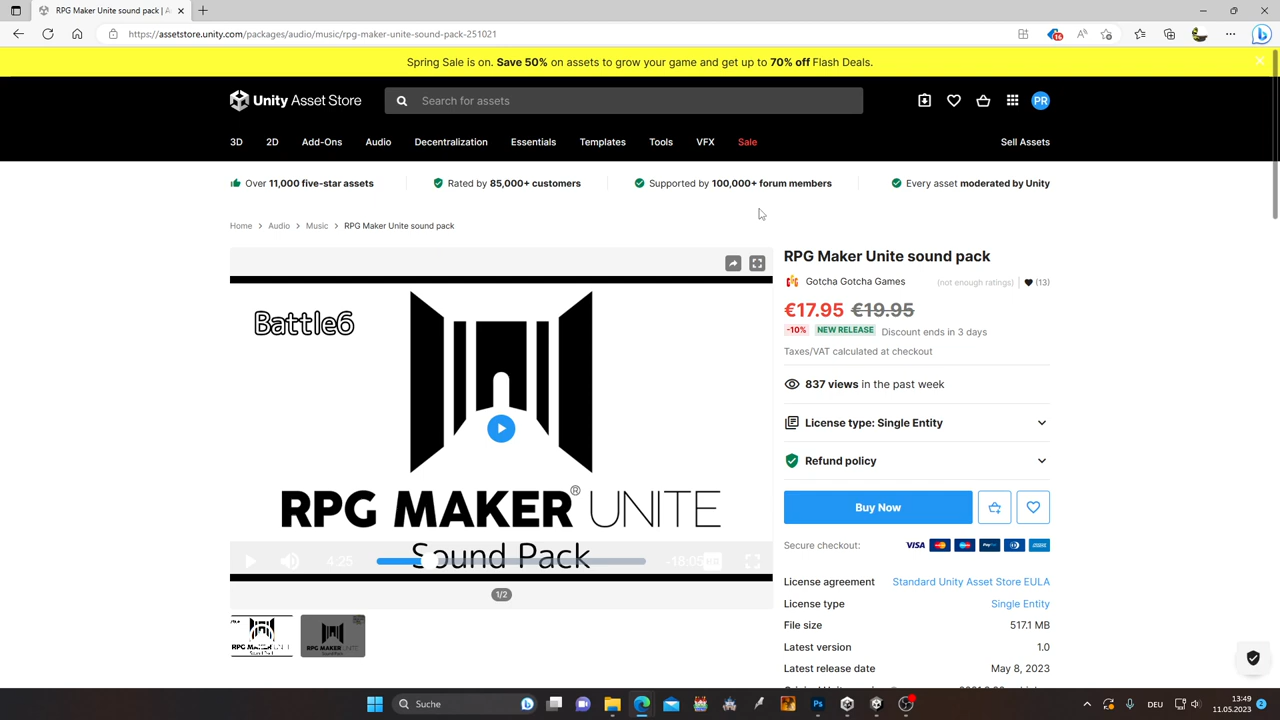 RPG Maker Unite sound pack | A
https://assetstore.unity.com/packages/audio/music/rpg-maker-unite-sound-pack-251021
Spring Sale is on. Save 50% on assets to grow your game and get up to 70% off Flash Deals.
Unity Asset Store
Search for assets
PR
3D 2D Add-Ons Audio Decentralization Essentials Templates Tools VFX Sale Sell Assets
Over 11,000 five-star assets
Rated by 85,000+ customers
Supported by 100,000+ forum members
Every asset moderated by Unity
Home > Audio > Music > RPG Maker Unite sound pack
Battle6
RPG MAKER® UNITE
Sound Pack
4:25
-18:05
HD
1/2
RPG Maker Unite sound pack
Gotcha Gotcha Games
(not enough ratings) | (13)
€17.95 €19.95
-10% NEW RELEASE Discount ends in 3 days
Taxes/VAT calculated at checkout
837 views in the past week
License type: Single Entity
Refund policy
Buy Now
Secure checkout:
VISA
License agreement Standard Unity Asset Store EULA
License type Single Entity
File size 517.1 MB
Latest version 1.0
Latest release date May 8, 2023
Suche
DEU
13:49
11.05.2023